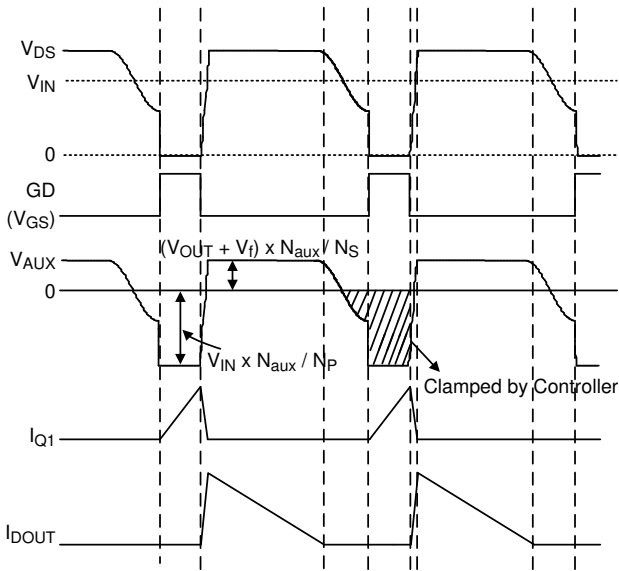 VDS
VIN
0
GD
(VGS)
(VOUT + Vf) x Naux / NS
VAUX
0
VIN x Naux / NP
Clamped by Controller
IQ1
IDOUT